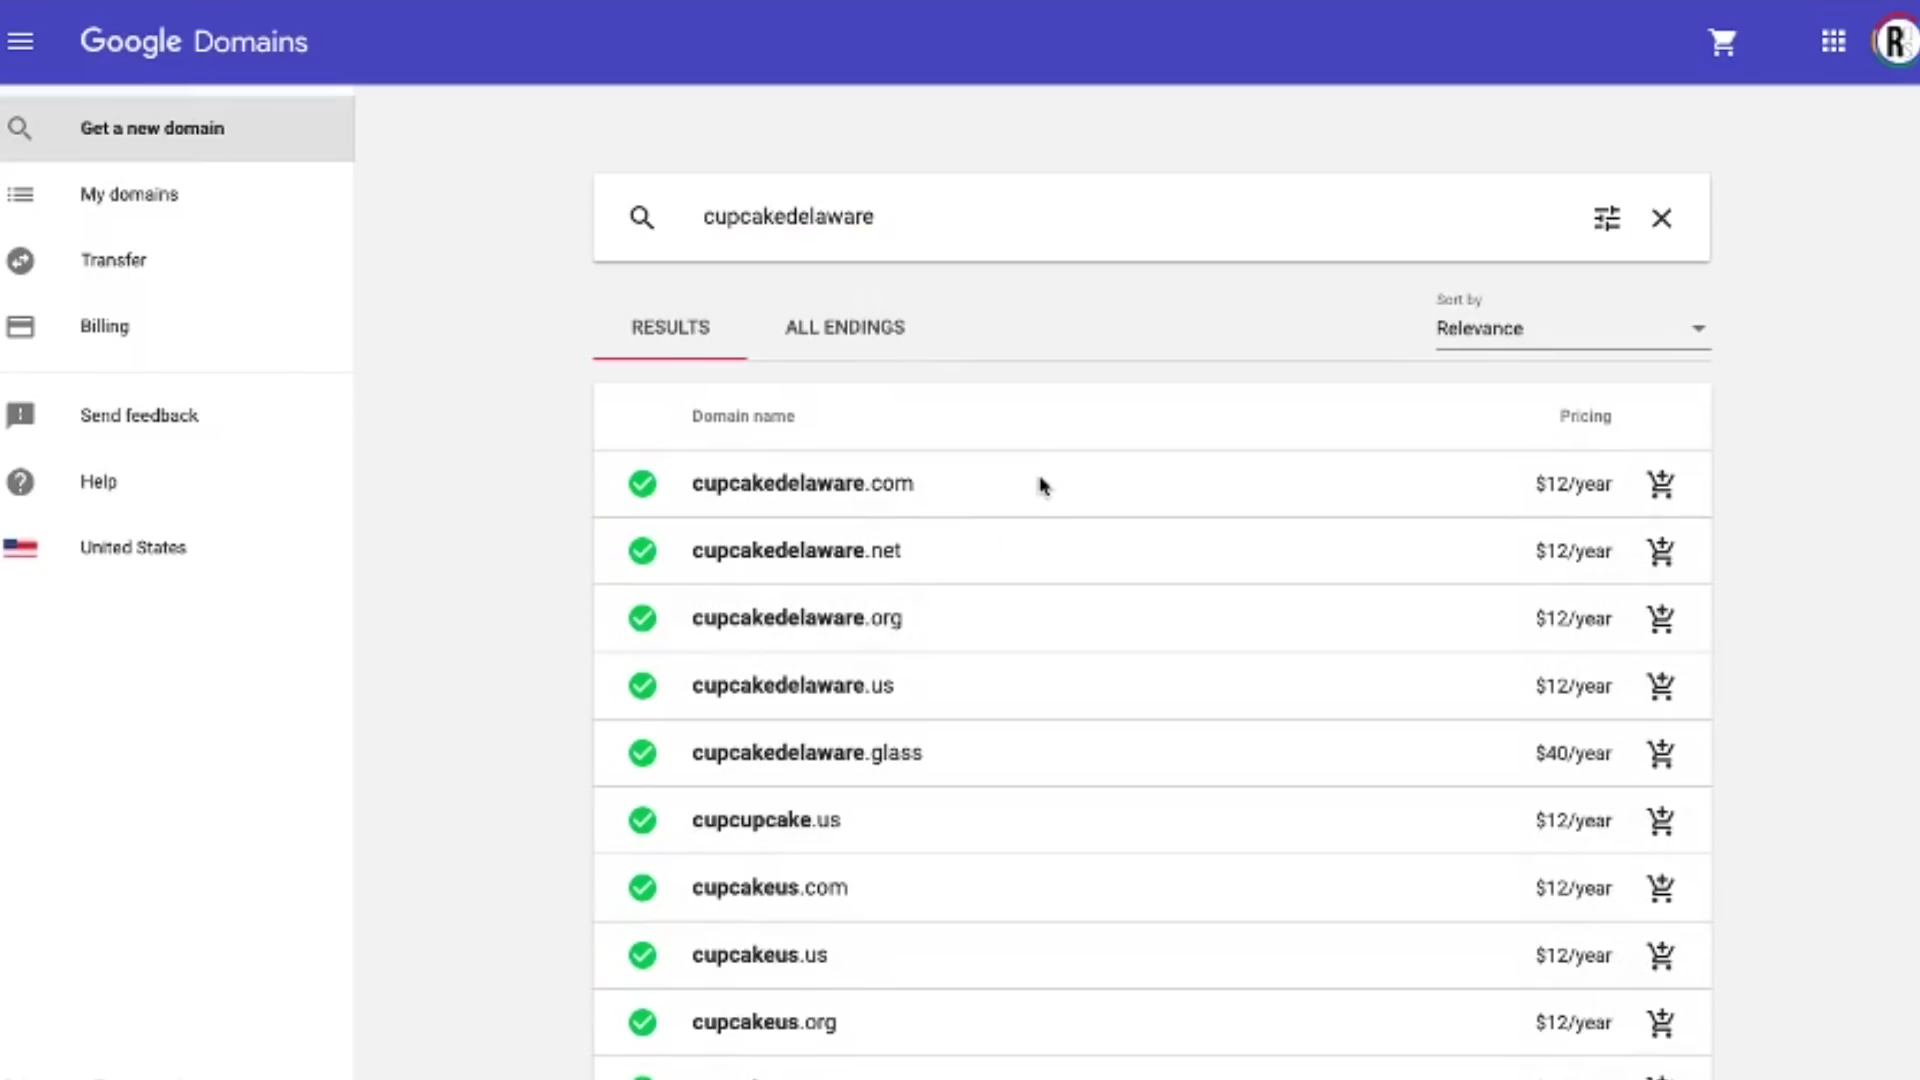 Google Domains
Get a new domain
My domains
Transfer
Billing
Send feedback
Help
United States
cupcakedelaware
RESULTS
ALL ENDINGS
Sort by
Relevance
Domain name
Pricing
cupcakedelaware.com
$12/year
cupcakedelaware.net
$12/year
cupcakedelaware.org
$12/year
cupcakedelaware.us
$12/year
cupcakedelaware.glass
$40/year
cupcupcake.us
$12/year
cupcakeus.com
$12/year
cupcakeus.us
$12/year
cupcakeus.org
$12/year